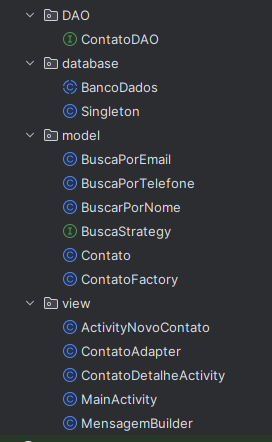 DAO
ContatoDAO
database
BancoDados
Singleton
model
BuscaPorEmail
BuscaPorTelefone
BuscarPorNome
BuscaStrategy
Contato
ContatoFactory
view
ActivityNovoContato
ContatoAdapter
ContatoDetalheActivity
MainActivity
MensagemBuilder